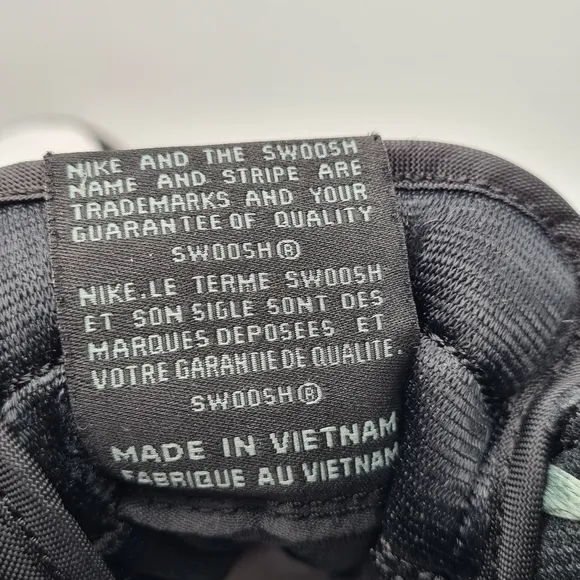 NIKE AND THE SWOOSH
NAME AND STRIPE ARE
TRADEMARKS AND YOUR
GUARANTEE OF QUALITY
SWOOSH®
NIKE.LE TERME SWOOSH
ET SON SIGLE SONT DES
MARQUES DEPOSEES ET
VOTRE GARANTIE DE QUALITE.
SWOOSH®
MADE IN VIETNAM
FABRIQUE AU VIETNAM